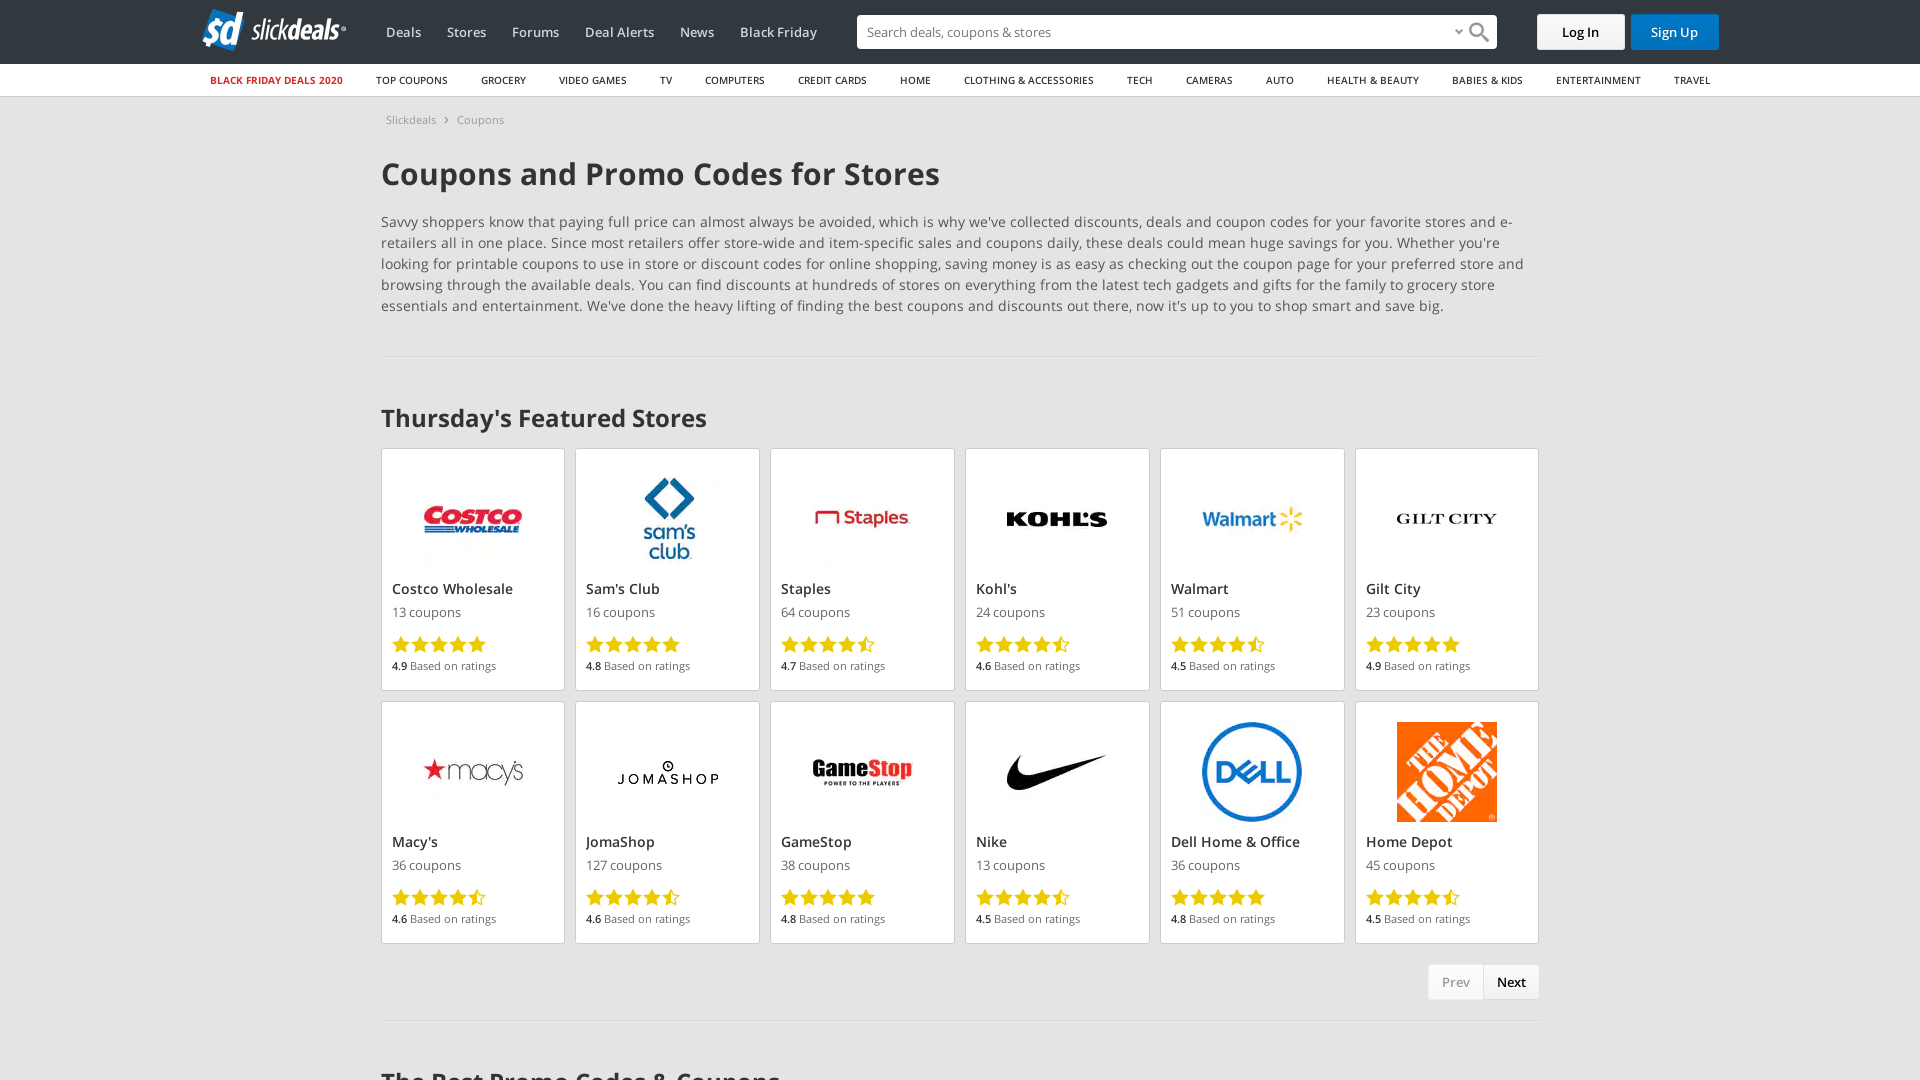 sd slickdeals
Deals
Stores
Forums
Deal Alerts
News
Black Friday
Search deals, coupons & stores
Log In
Sign Up
BLACK FRIDAY DEALS 2020
TOP COUPONS
GROCERY
VIDEO GAMES
TV
COMPUTERS
CREDIT CARDS
HOME
CLOTHING & ACCESSORIES
TECH
CAMERAS
AUTO
HEALTH & BEAUTY
BABIES & KIDS
ENTERTAINMENT
TRAVEL
Slickdeals › Coupons
Coupons and Promo Codes for Stores
Savvy shoppers know that paying full price can almost always be avoided, which is why we've collected discounts, deals and coupon codes for your favorite stores and e-
retailers all in one place. Since most retailers offer store-wide and item-specific sales and coupons daily, these deals could mean huge savings for you. Whether you're
looking for printable coupons to use in store or discount codes for online shopping, saving money is as easy as checking out the coupon page for your preferred store and
browsing through the available deals. You can find discounts at hundreds of stores on everything from the latest tech gadgets and gifts for the family to grocery store
essentials and entertainment. We've done the heavy lifting of finding the best coupons and discounts out there, now it's up to you to shop smart and save big.
Thursday's Featured Stores
COSTCO
WHOLESALE
Costco Wholesale
13 coupons
4.9 Based on ratings
sam's
club
Sam's Club
16 coupons
4.8 Based on ratings
Staples
Staples
64 coupons
4.7 Based on ratings
KOHL'S
Kohl's
24 coupons
4.6 Based on ratings
Walmart
Walmart
51 coupons
4.5 Based on ratings
GILT CITY
Gilt City
23 coupons
4.9 Based on ratings
macy's
Macy's
36 coupons
4.6 Based on ratings
JOMASHOP
JomaShop
127 coupons
4.6 Based on ratings
GameStop
POWER TO THE PLAYERS
GameStop
38 coupons
4.8 Based on ratings
Nike
13 coupons
4.5 Based on ratings
DELL
Dell Home & Office
36 coupons
4.8 Based on ratings
THE
HOME
DEPOT
Home Depot
45 coupons
4.5 Based on ratings
Prev
Next
The Best Promo Codes & Coupons